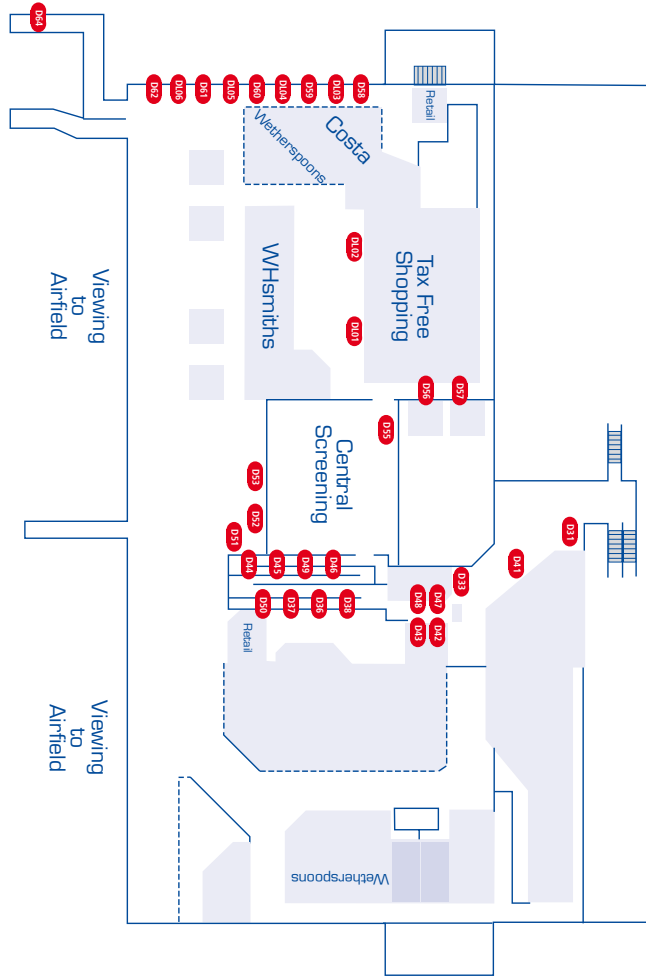 D64
D62
DL06
D61
DL05
D60
DL04
D59
DL03
D58
Retail
Costa
Wetherspoons
DL02
Tax Free
Shopping
WHsmiths
DL01
Viewing
to
Airfield
D56
D57
D55
Central
Screening
D53
D52
D51
D31
D41
D44
D45
D49
D46
D33
D48
D47
D50
D37
D36
D38
D43
D42
Retail
Viewing
to
Airfield
Wetherspoons